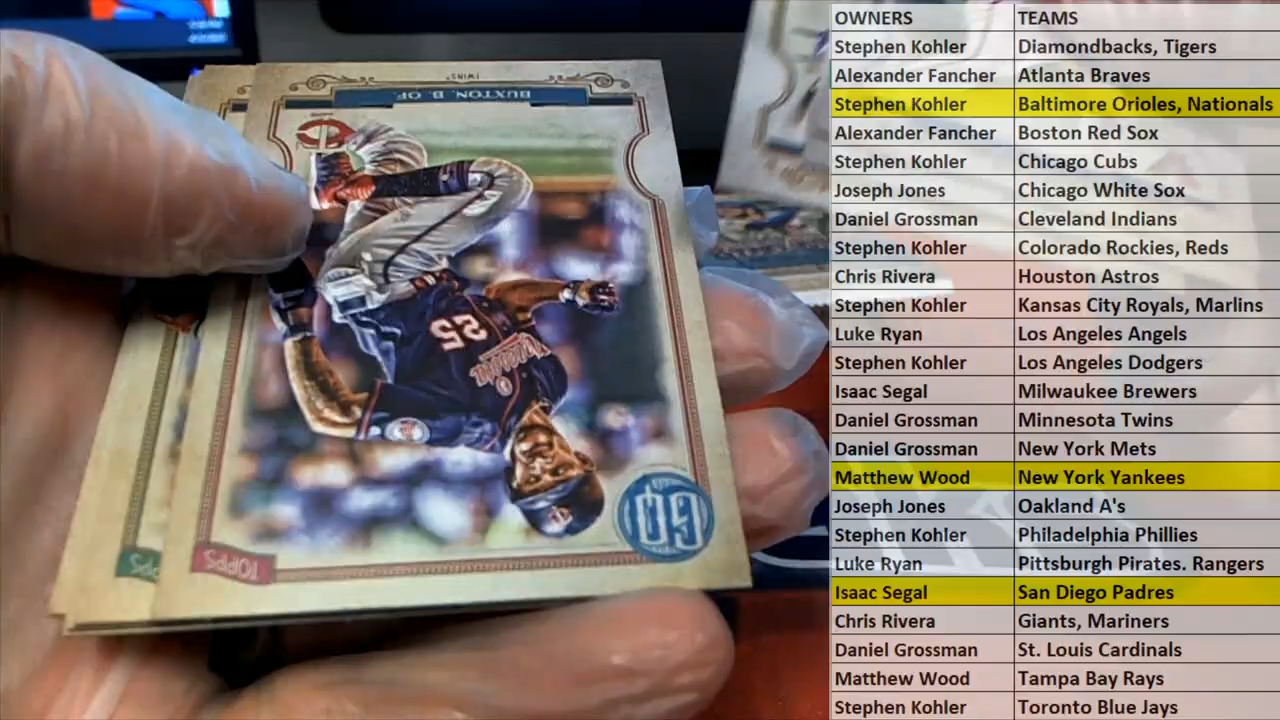 TWINS
BUXTON, B. OF
25
GQ
TOPPS
OWNERS TEAMS
Stephen Kohler Diamondbacks, Tigers
Alexander Fancher Atlanta Braves
Stephen Kohler Baltimore Orioles, Nationals
Alexander Fancher Boston Red Sox
Stephen Kohler Chicago Cubs
Joseph Jones Chicago White Sox
Daniel Grossman Cleveland Indians
Stephen Kohler Colorado Rockies, Reds
Chris Rivera Houston Astros
Stephen Kohler Kansas City Royals, Marlins
Luke Ryan Los Angeles Angels
Stephen Kohler Los Angeles Dodgers
Isaac Segal Milwaukee Brewers
Daniel Grossman Minnesota Twins
Daniel Grossman New York Mets
Matthew Wood New York Yankees
Joseph Jones Oakland A's
Stephen Kohler Philadelphia Phillies
Luke Ryan Pittsburgh Pirates. Rangers
Isaac Segal San Diego Padres
Chris Rivera Giants, Mariners
Daniel Grossman St. Louis Cardinals
Matthew Wood Tampa Bay Rays
Stephen Kohler Toronto Blue Jays